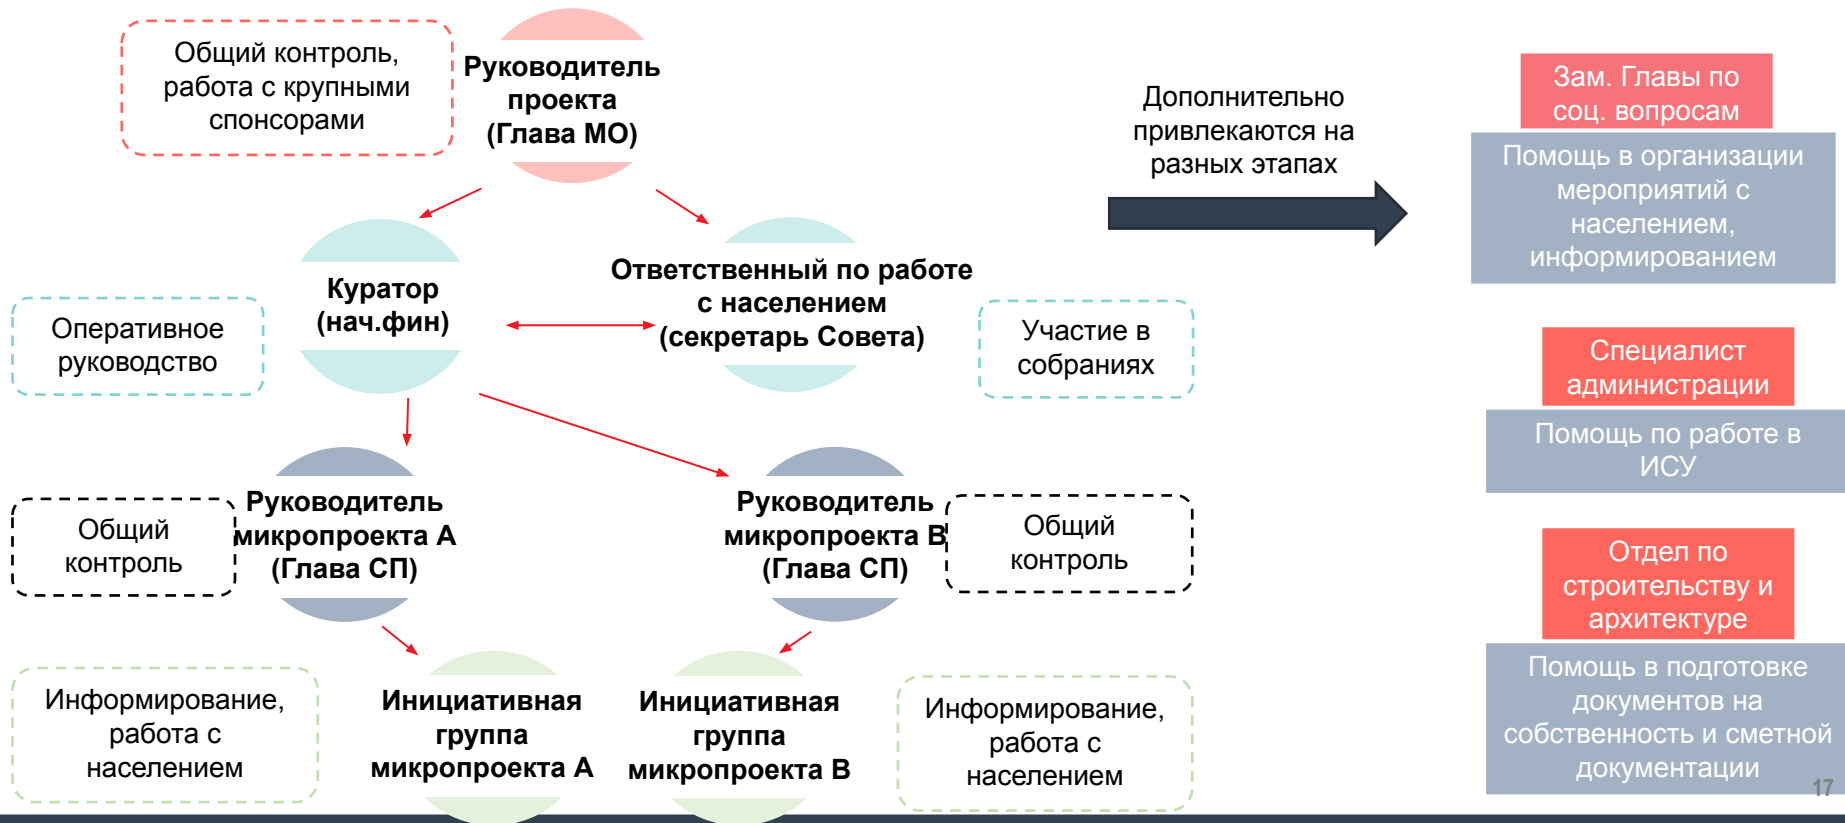 Общий контроль,
работа с крупными
спонсорами
Руководитель
проекта
(Глава МО)
Дополнительно
привлекаются на
разных этапах
Зам. Главы по
соц. вопросам
Помощь в организации
мероприятий с
населением,
информированием
Куратор
(нач.фин)
Ответственный по работе
с населением
(секретарь Совета)
Оперативное
руководство
Участие в
собраниях
Специалист
администрации
Помощь по работе в
ИСУ
Общий
контроль
Руководитель
микропроекта А
(Глава СП)
Руководитель
микропроекта В
(Глава СП)
Общий
контроль
Отдел по
строительству и
архитектуре
Помощь в подготовке
документов на
собственность и сметной
документации
Информирование,
работа с
населением
Инициативная
группа
микропроекта А
Инициативная
группа
микропроекта В
Информирование,
работа с
населением
17